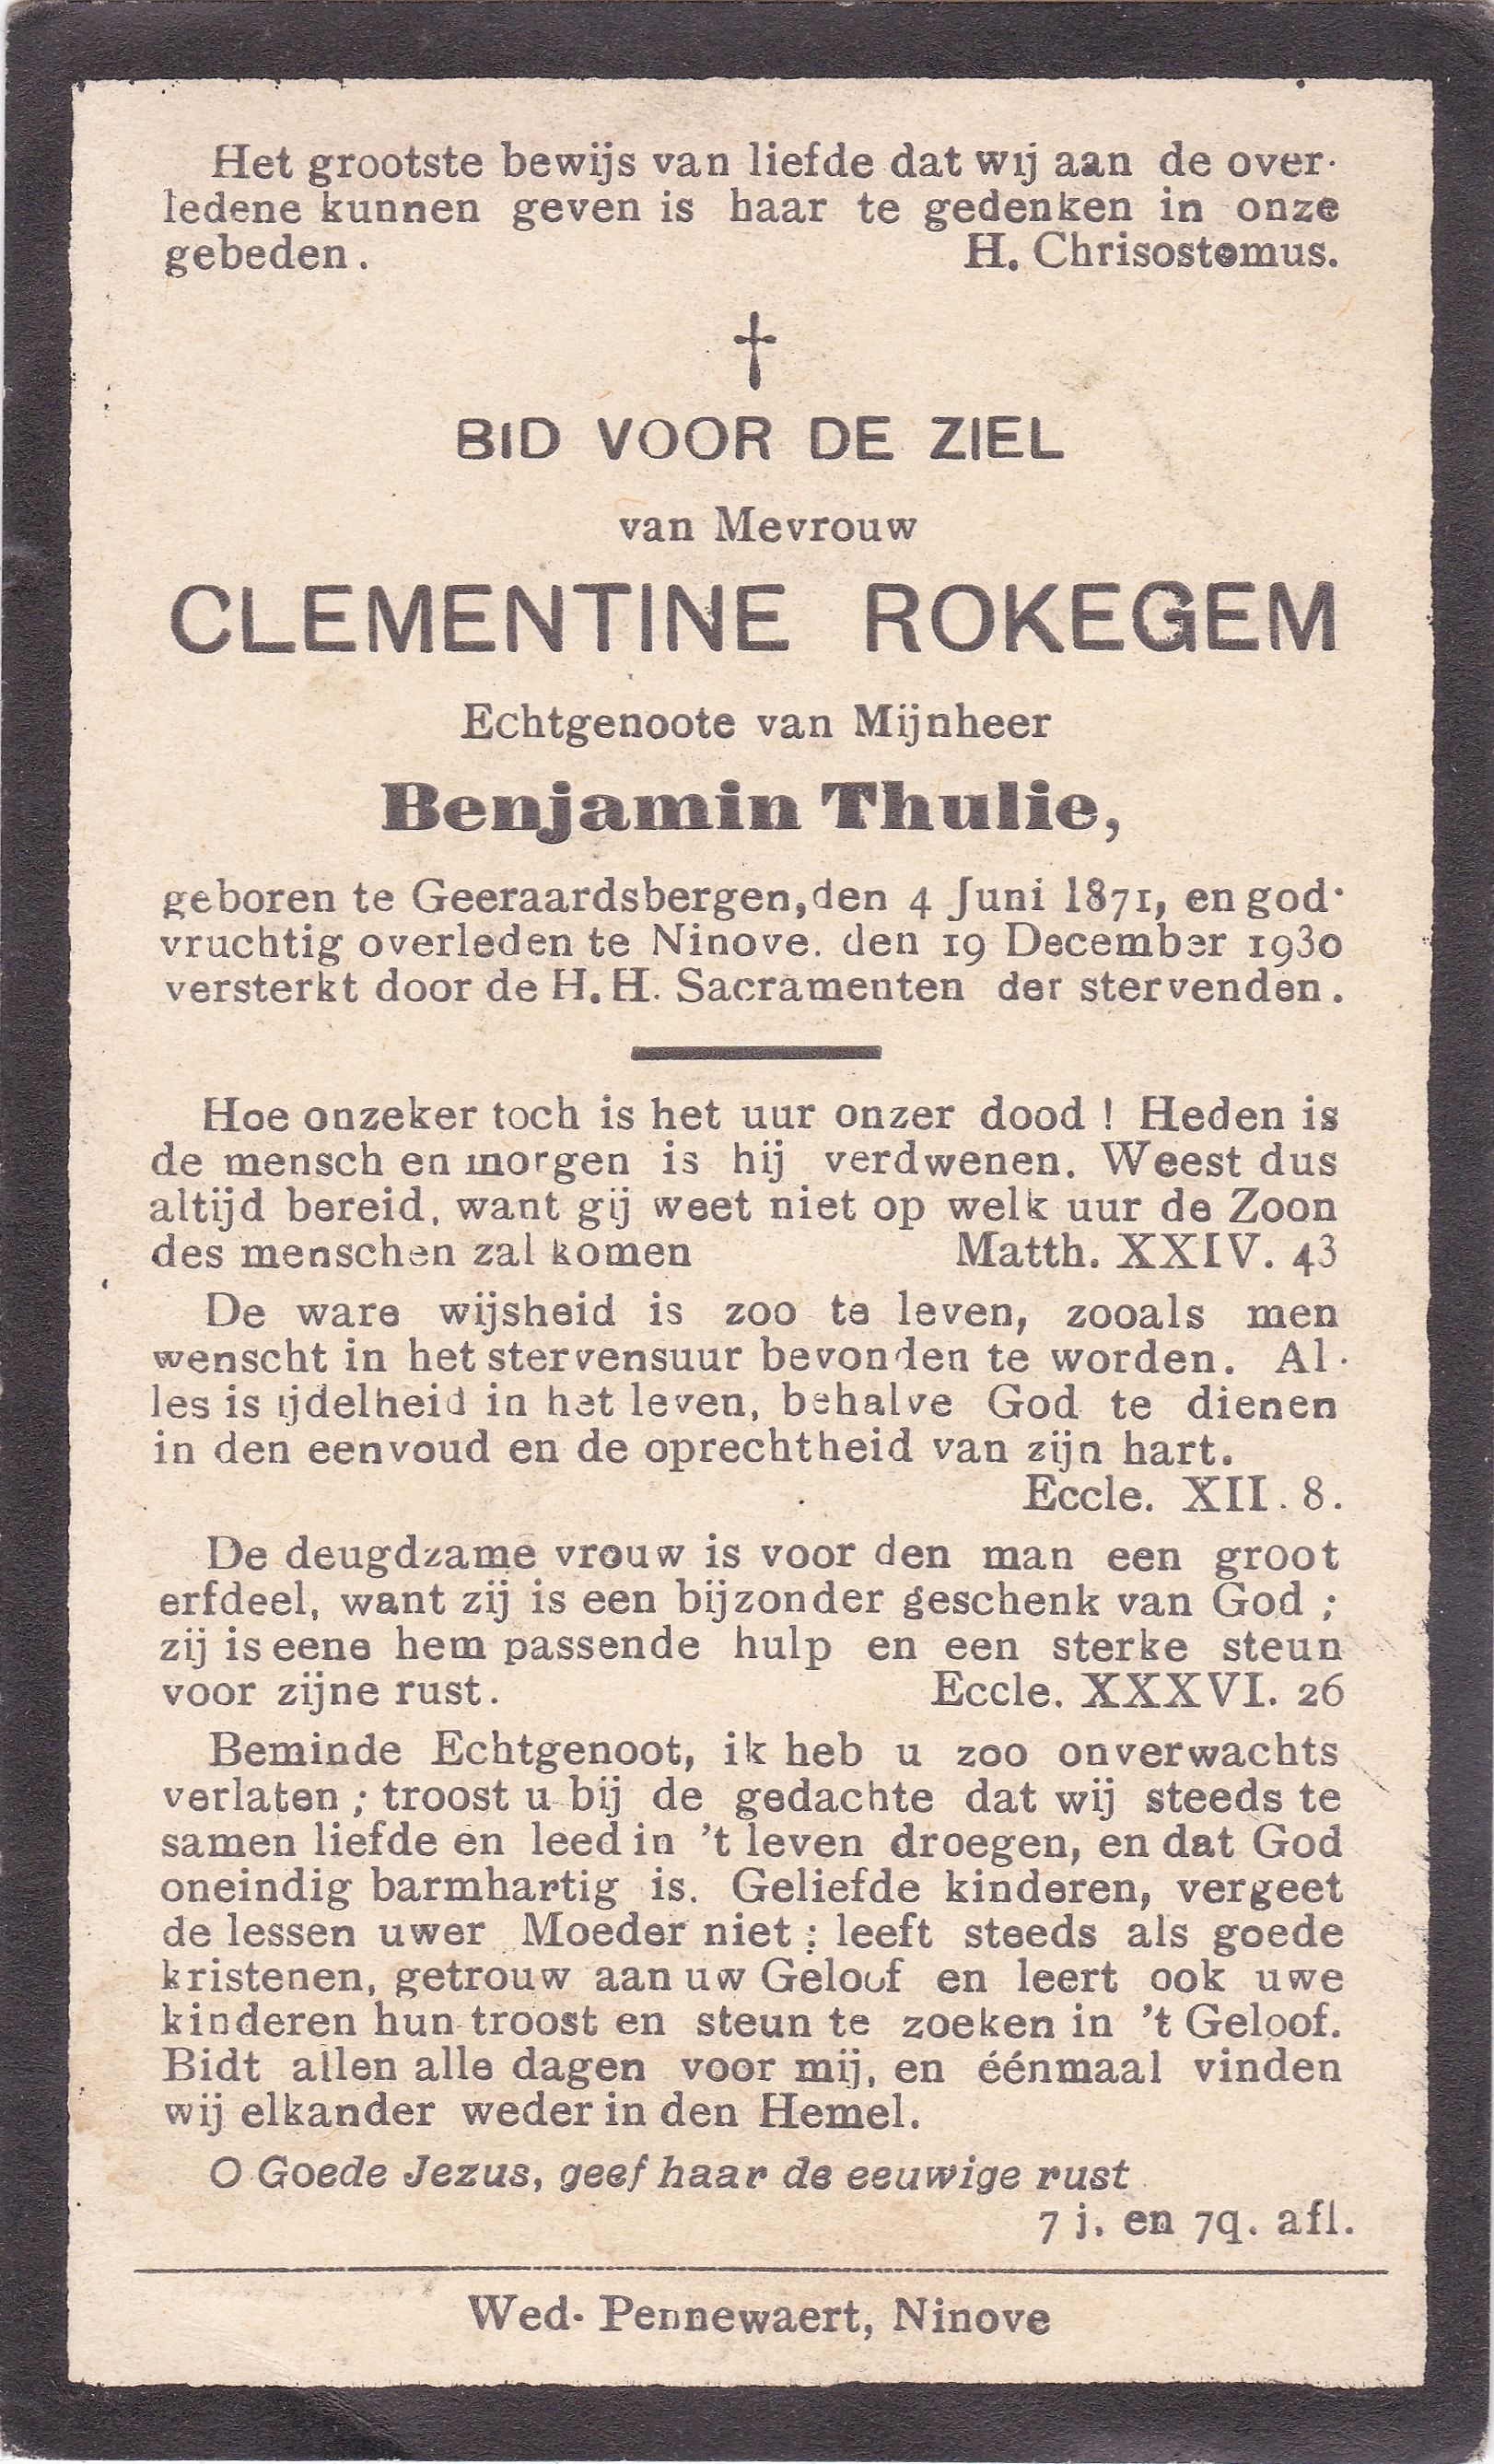 Het grootste bewijs van liefde dat wij aan de over-
ledene kunnen geven is haar te gedenken in onze
gebeden. H. Chrisostomus.
†
BID VOOR DE ZIEL
van Mevrouw
CLEMENTINE ROKEGEM
Echtgenoote van Mijnheer
Benjamin Thulie,
geboren te Geeraardsbergen, den 4 Juni 1871, en god-
vruchtig overleden te Ninove. den 19 December 1930
versterkt door de H. H. Sacramenten der stervenden.
Hoe onzeker toch is het uur onzer dood ! Heden is
de mensch en morgen is hij verdwenen. Weest dus
altijd bereid, want gij weet niet op welk uur de Zoon
des menschen zal komen Matth. XXIV. 43
De ware wijsheid is zoo te leven, zooals men
wenscht in het stervensuur bevonden te worden. Al-
les is ijdelheid in het leven, behalve God te dienen
in den eenvoud en de oprechtheid van zijn hart.
Eccle. XII. 8.
De deugdzame vrouw is voor den man een groot
erfdeel, want zij is een bijzonder geschenk van God ;
zij is eene hem passende hulp en een sterke steun
voor zijne rust. Eccle. XXXVI. 26
Beminde Echtgenoot, ik heb u zoo onverwachts
verlaten ; troost u bij de gedachte dat wij steeds te
samen liefde en leed in 't leven droegen, en dat God
oneindig barmhartig is. Geliefde kinderen, vergeet
de lessen uwer Moeder niet ; leeft steeds als goede
kristenen, getrouw aan uw Geloof en leert ook uwe
kinderen hun troost en steun te zoeken in 't Geloof.
Bidt allen alle dagen voor mij, en éénmaal vinden
wij elkander weder in den Hemel.
O Goede Jezus, geef haar de eeuwige rust
7 j. en 7q. afl.
Wed. Pennewaert, Ninove